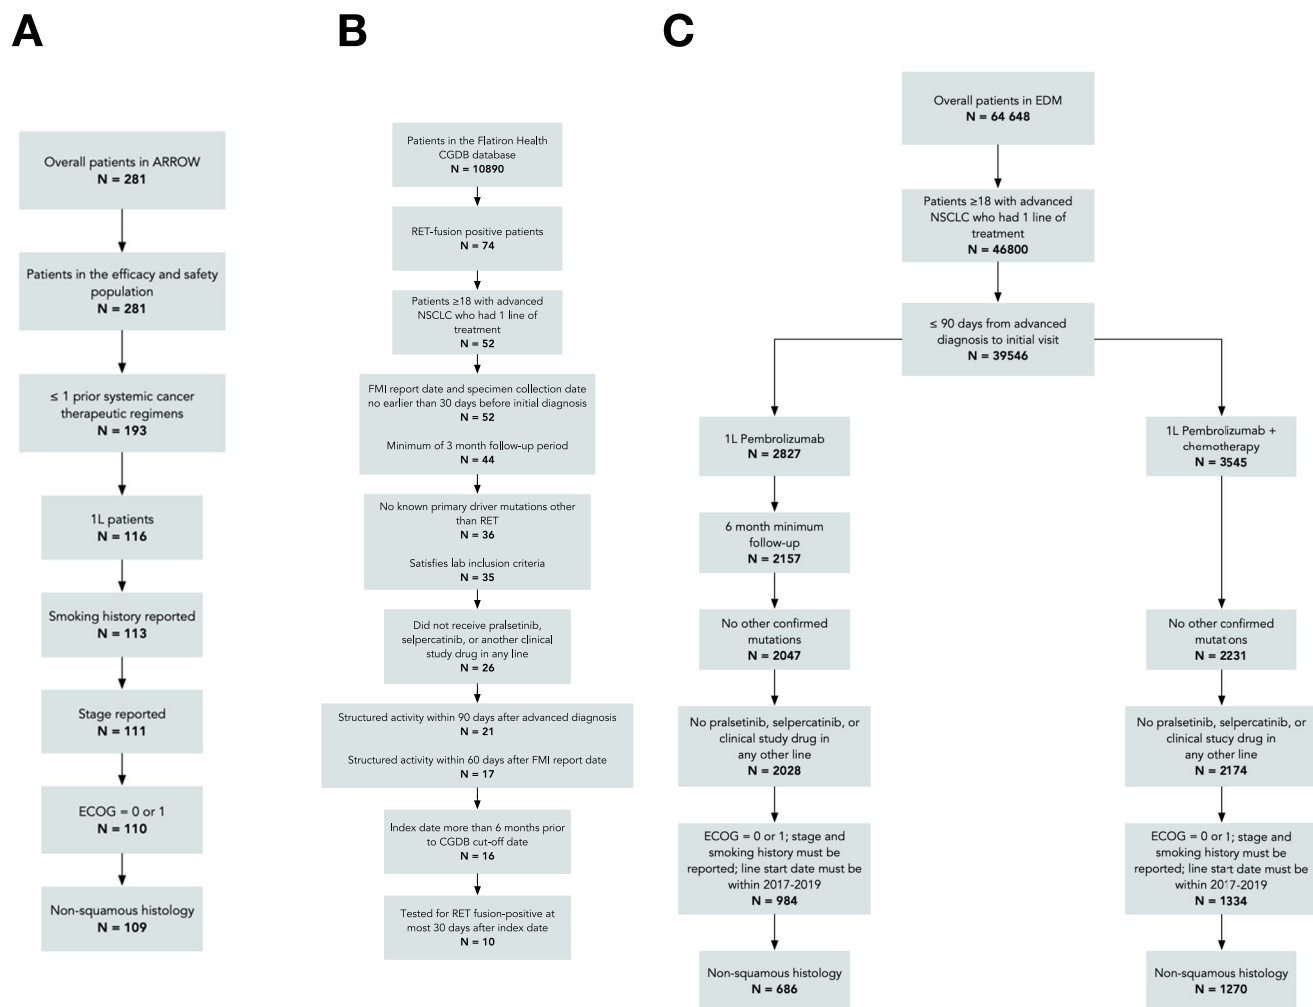 A
B
C
Overall patients in ARROW
N = 281
Patients in the efficacy and safety
population
N = 281
≤ 1 prior systemic cancer
therapeutic regimens
N = 193
1L patients
N = 116
Smoking history reported
N = 113
Stage reported
N = 111
ECOG = 0 or 1
N = 110
Non-squamous histology
N = 109
Patients in the Flatiron Health
CGDB database
N = 10890
RET-fusion positive patients
N = 74
Patients ≥18 with advanced
NSCLC who had 1 line of
treatment
N = 52
FMI report date and specimen collection date
no earlier than 30 days before initial diagnosis
N = 52
Minimum of 3 month follow-up period
N = 44
No known primary driver mutations other
than RET
N = 36
Satisfies lab inclusion criteria
N = 35
Did not receive pralsetinib,
selpercatinib, or another clinical
study drug in any line
N = 26
Structured activity within 90 days after advanced diagnosis
N = 21
Structured activity within 60 days after FMI report date
N = 17
Index date more than 6 months prior
to CGDB cut-off date
N = 16
Tested for RET fusion-positive at
most 30 days after index date
N = 10
Overall patients in EDM
N = 64 648
Patients ≥18 with advanced
NSCLC who had 1 line of
treatment
N = 46800
≤ 90 days from advanced
diagnosis to initial visit
N = 39546
1L Pembrolizumab
N = 2827
6 month minimum
follow-up
N = 2157
No other confirmed
mutations
N = 2047
No pralsetinib, selpercatinib, or
clinical study drug in
any other line
N = 2028
ECOG = 0 or 1; stage and
smoking history must be
reported; line start date must be
within 2017-2019
N = 984
Non-squamous histology
N = 686
1L Pembrolizumab +
chemotherapy
N = 3545
No other confirmed
mutations
N = 2231
No pralsetinib, selpercatinib, or
clinical study drug in
any other line
N = 2174
ECOG = 0 or 1; stage and
smoking history must be
reported; line start date must be
within 2017-2019
N = 1334
Non-squamous histology
N = 1270